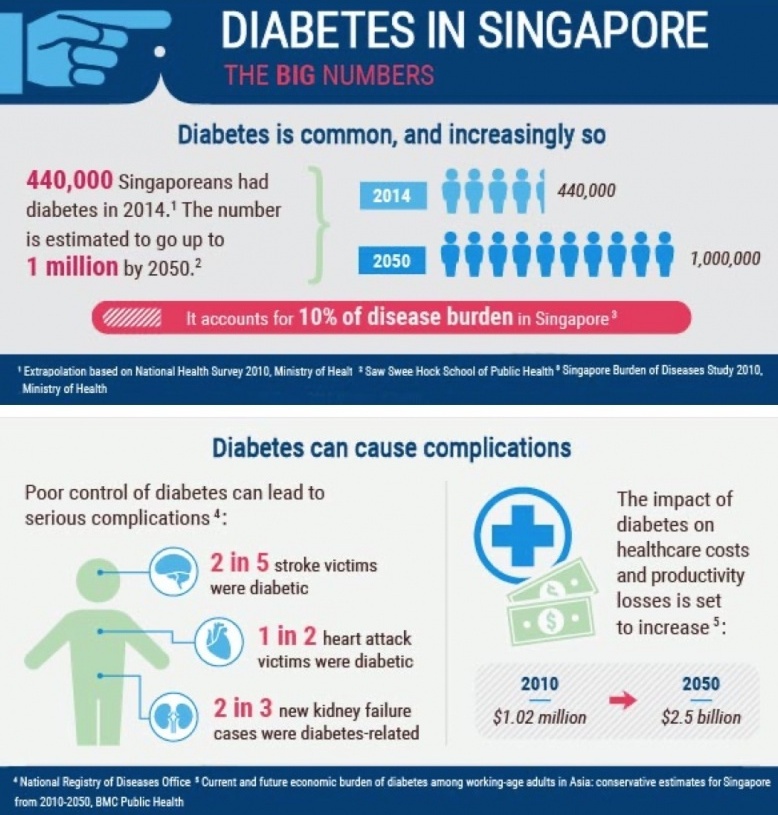 DIABETES IN SINGAPORE
THE BIG NUMBERS
Diabetes is common, and increasingly so
440,000 Singaporeans had
diabetes in 2014.¹ The number
is estimated to go up to
1 million by 2050.²
2014
440,000
2050
1,000,000
It accounts for 10% of disease burden in Singapore³
¹ Extrapolation based on National Health Survey 2010, Ministry of Healt ² Saw Swee Hock School of Public Health ³ Singapore Burden of Diseases Study 2010,
Ministry of Health
Diabetes can cause complications
Poor control of diabetes can lead to
serious complications ⁴:
2 in 5 stroke victims
were diabetic
1 in 2 heart attack
victims were diabetic
2 in 3 new kidney failure
cases were diabetes-related
$
$
The impact of
diabetes on
healthcare costs
and productivity
losses is set
to increase ⁵:
2010
$1.02 million
2050
$2.5 billion
⁴ National Registry of Diseases Office ⁵ Current and future economic burden of diabetes among working-age adults in Asia: conservative estimates for Singapore
from 2010-2050, BMC Public Health